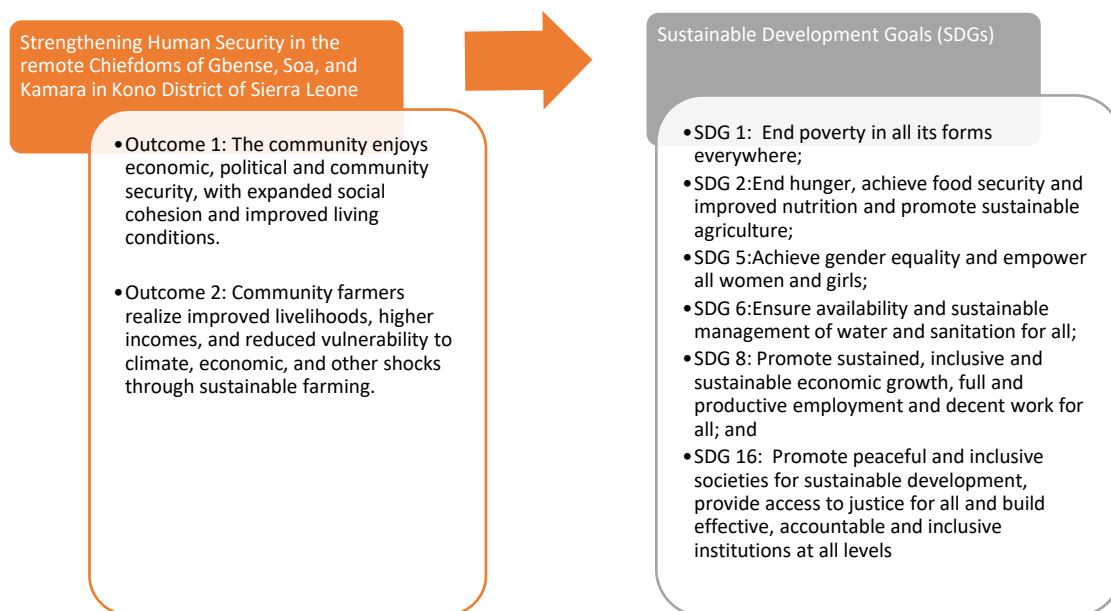 Strengthening Human Security in the
remote Chiefdoms of Gbense, Soa, and
Kamara in Kono District of Sierra Leone
•Outcome 1: The community enjoys
economic, political and community
security, with expanded social
cohesion and improved living
conditions.
•Outcome 2: Community farmers
realize improved livelihoods, higher
incomes, and reduced vulnerability to
climate, economic, and other shocks
through sustainable farming.
Sustainable Development Goals (SDGs)
•SDG 1:  End poverty in all its forms
everywhere;
•SDG 2:End hunger, achieve food security and
improved nutrition and promote sustainable
agriculture;
•SDG 5:Achieve gender equality and empower
all women and girls;
•SDG 6:Ensure availability and sustainable
management of water and sanitation for all;
•SDG 8: Promote sustained, inclusive and
sustainable economic growth, full and
productive employment and decent work for
all; and
•SDG 16:  Promote peaceful and inclusive
societies for sustainable development,
provide access to justice for all and build
effective, accountable and inclusive
institutions at all levels